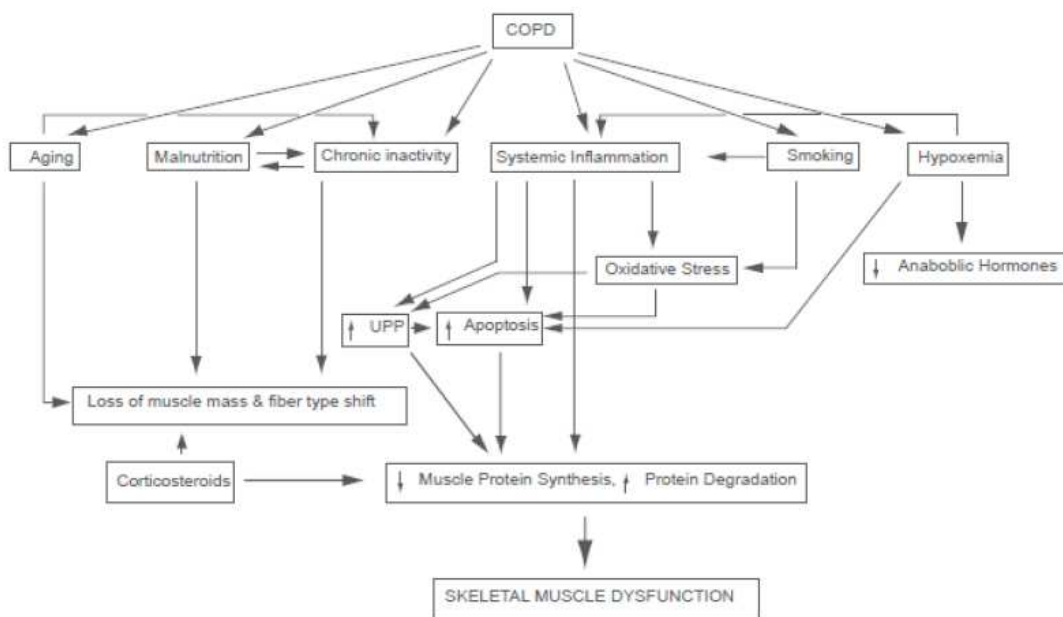 COPD
Aging
Malnutrition
Chronic inactivity
Systemic Inflammation
Smoking
Hypoxemia
Oxidative Stress
↓ Anaboblic Hormones
↑ UPP
↑ Apoptosis
Loss of muscle mass & fiber type shift
Corticosteroids
↓ Muscle Protein Synthesis, ↑ Protein Degradation
SKELETAL MUSCLE DYSFUNCTION